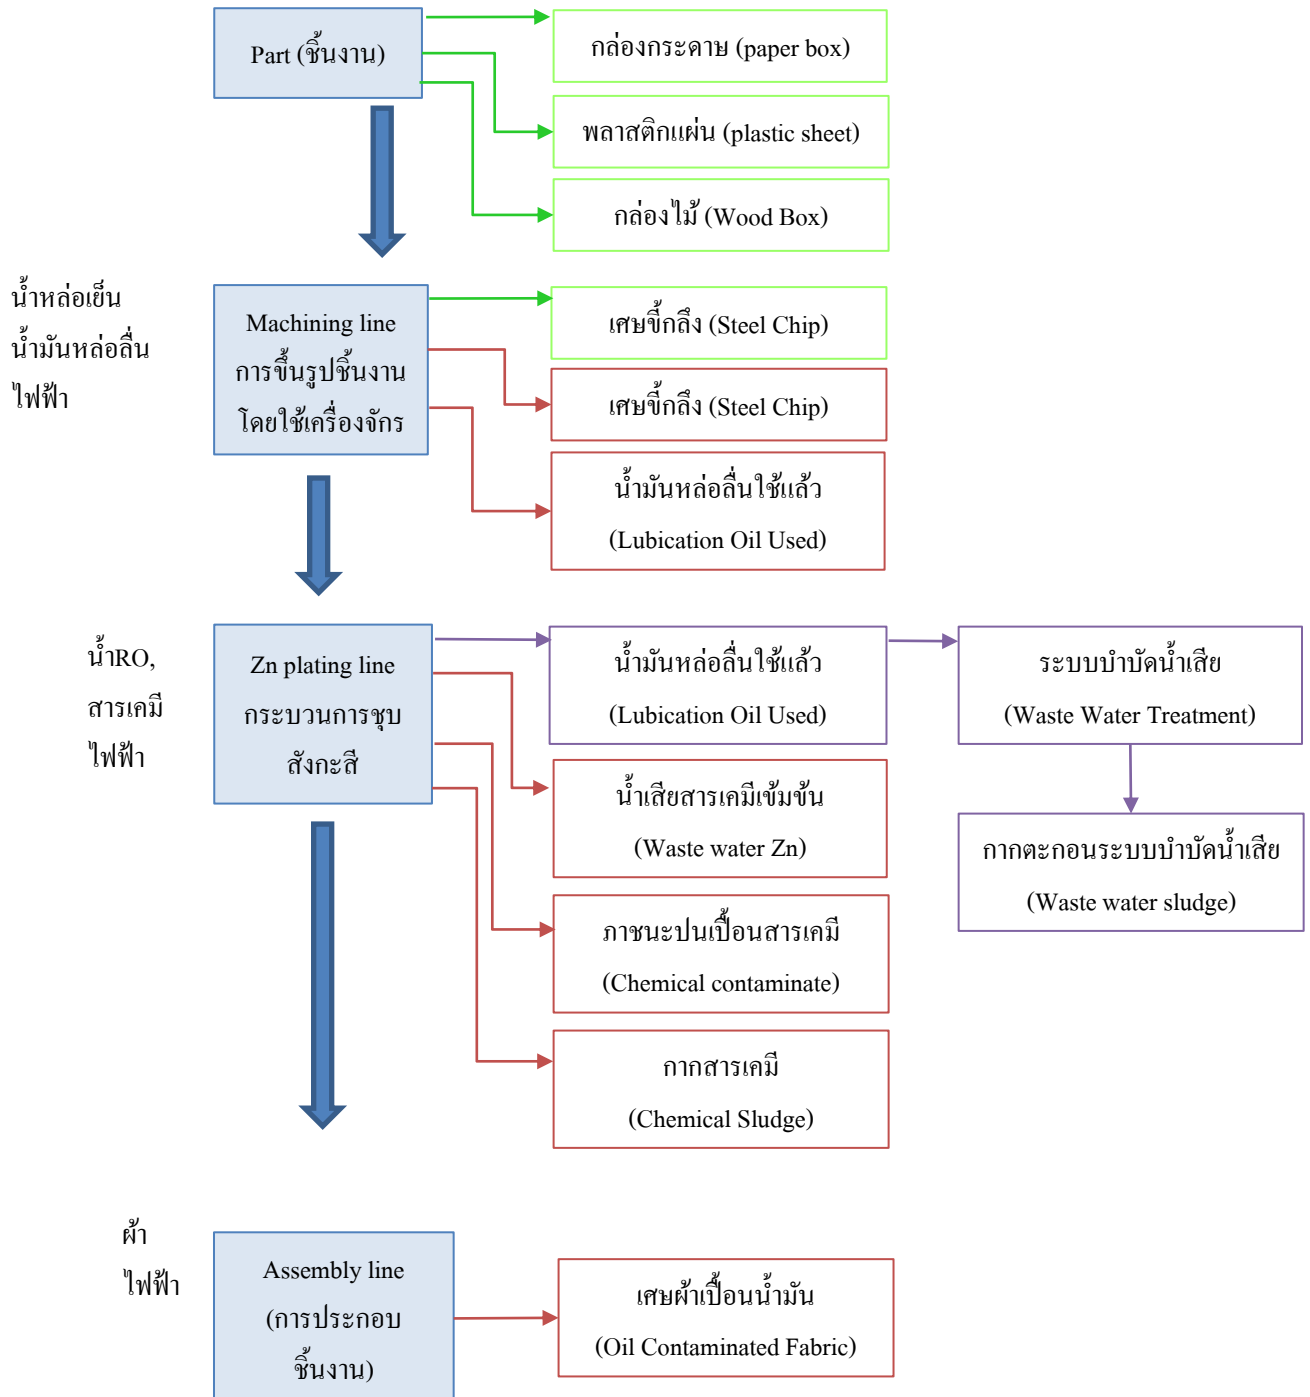 Part (ชิ้นงาน)
กล่องกระดาษ (paper box)
พลาสติกแผ่น (plastic sheet)
กล่องไม้ (Wood Box)
น้ำหล่อเย็น
น้ำมันหล่อลื่น
ไฟฟ้า
Machining line
การขึ้นรูปชิ้นงาน
โดยใช้เครื่องจักร
เศษขี้กลึง (Steel Chip)
เศษขี้กลึง (Steel Chip)
น้ำมันหล่อลื่นใช้แล้ว
(Lubication Oil Used)
น้ำRO,
สารเคมี
ไฟฟ้า
Zn plating line
กระบวนการชุบ
สังกะสี
น้ำมันหล่อลื่นใช้แล้ว
(Lubication Oil Used)
ระบบบำบัดน้ำเสีย
(Waste Water Treatment)
น้ำเสียสารเคมีเข้มข้น
(Waste water Zn)
กากตะกอนระบบบำบัดน้ำเสีย
(Waste water sludge)
ภาชนะปนเปื้อนสารเคมี
(Chemical contaminate)
กากสารเคมี
(Chemical Sludge)
ผ้า
ไฟฟ้า
Assembly line
(การประกอบ
ชิ้นงาน)
เศษผ้าเปื้อนน้ำมัน
(Oil Contaminated Fabric)